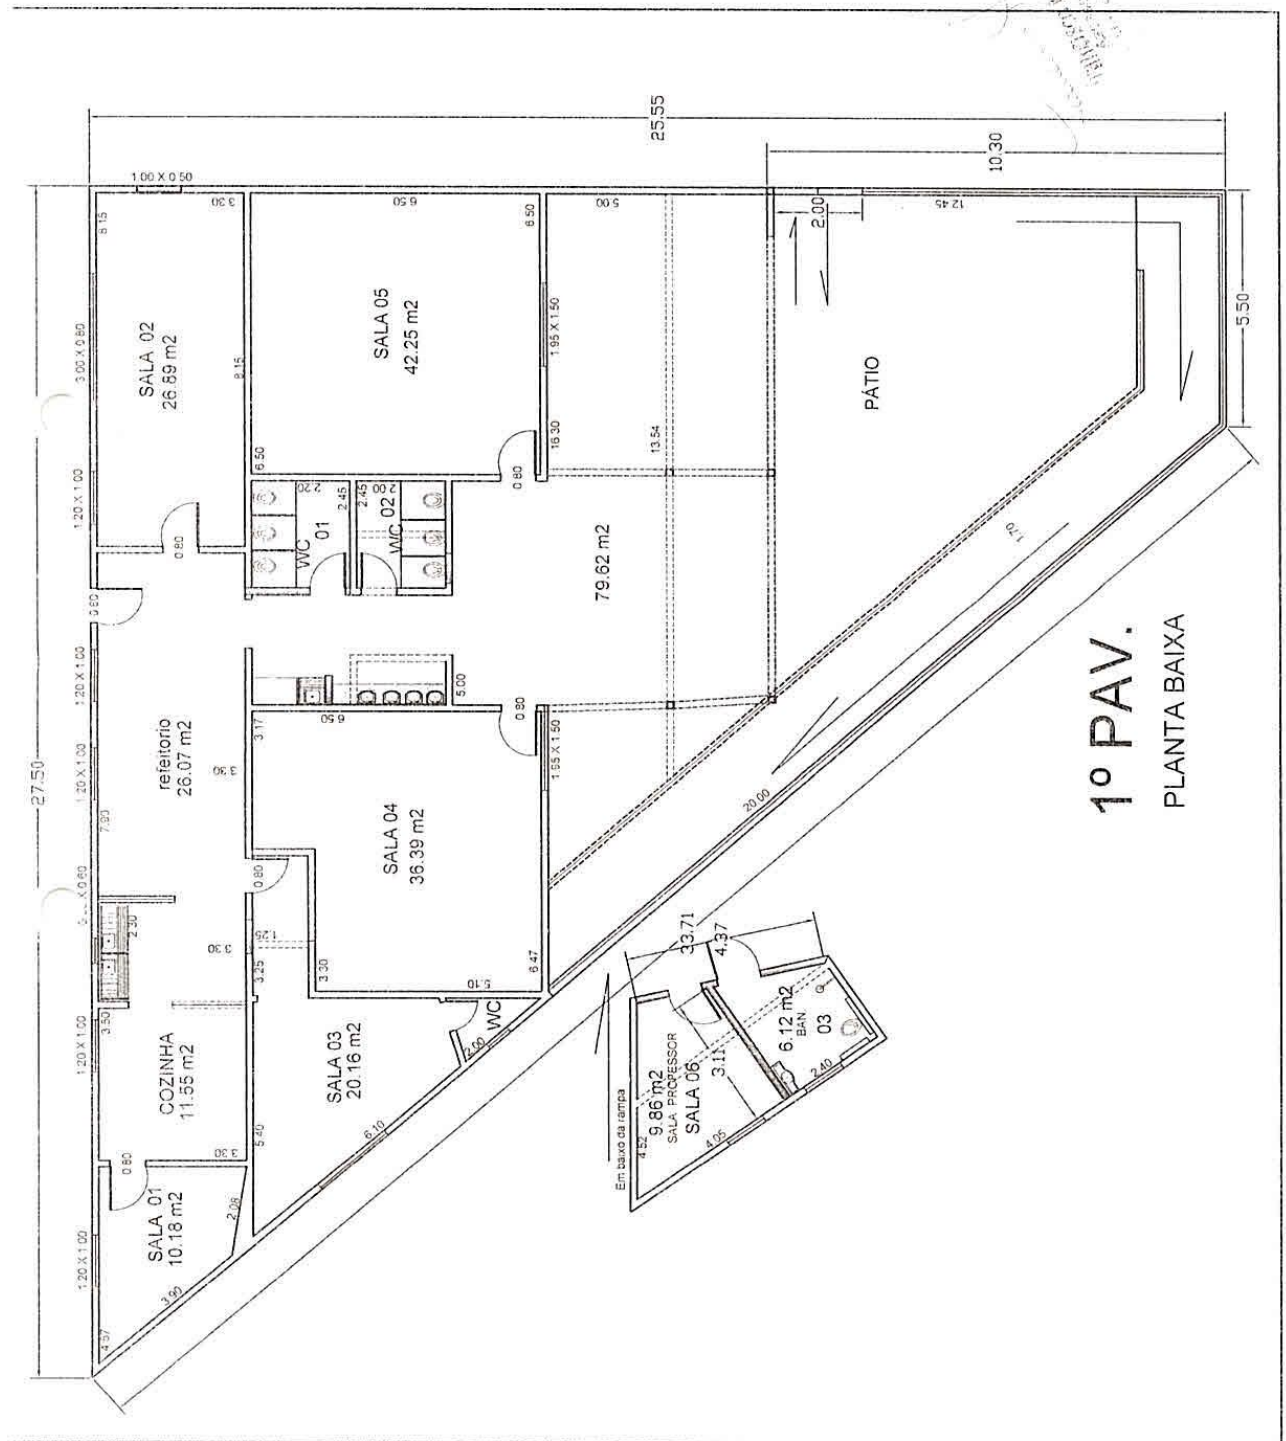 25.55
10.30
27.50
5.50
33.71
1.00 X 0.50
8.15
3.30
3.00 X 0.80
SALA 02
26.89 m2
8.15
1.20 X 1.00
0.80
6.50
SALA 05
42.25 m2
6.50
6.50
1.95 X 1.50
0.80
5.00
16.30
13.54
2.00
12.45
PÁTIO
2.20
2.45
WC
01
2.45
2.00
WC
02
79.62 m2
1.70
0.60
1.20 X 1.00
refeitorio
26.07 m2
3.30
1.20 X 1.00
7.90
5.00
0.80
6.50
3.17
SALA 04
36.39 m2
1.55 X 1.50
20.00
0.80
2.30
3.30
1.25
3.25
3.30
5.10
6.47
3.50
1.20 X 1.00
COZINHA
11.55 m2
SALA 03
20.16 m2
2.00
WC
5.40
6.10
3.30
0.80
SALA 01
10.18 m2
2.08
1.20 X 1.00
3.90
4.57
Em baixo da rampa
4.52
9.86 m2
SALA PROFESSOR
SALA 06
3.11
4.05
4.37
6.12 m2
BAN.
03
2.40
1º PAV.
PLANTA BAIXA